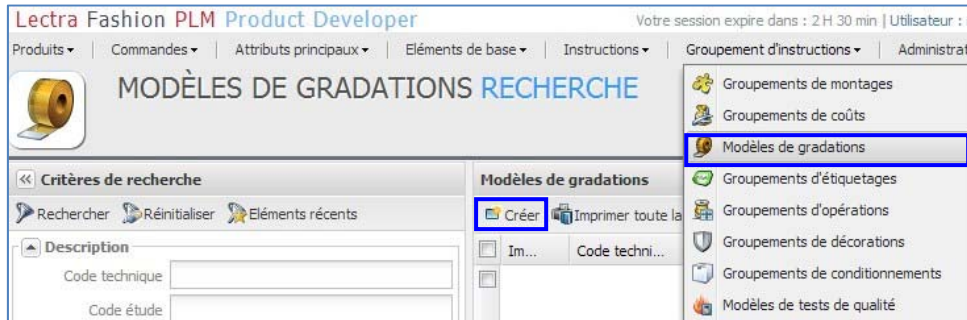 Lectra Fashion PLM Product Developer
Votre session expire dans : 2 H 30 min | Utilisateur :
Produits
Commandes
Attributs principaux
Eléments de base
Instructions
Groupement d'instructions
Administrat
MODÈLES DE GRADATIONS RECHERCHE
Groupements de montages
Groupements de coûts
Modèles de gradations
Groupements d'étiquetages
Groupements d'opérations
Groupements de décorations
Groupements de conditionnements
Modèles de tests de qualité
Critères de recherche
Rechercher
Réinitialiser
Eléments récents
Description
Code technique
Code étude
Modèles de gradations
Créer
Imprimer toute la
Im...
Code techni...